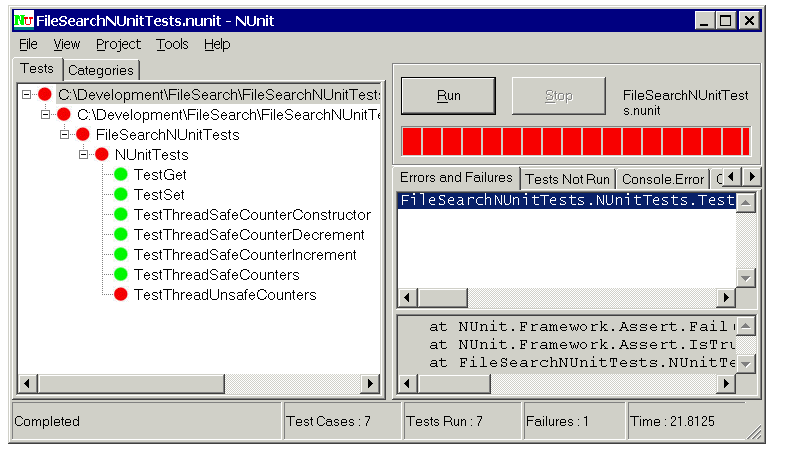 FileSearchNUnitTests.nunit - NUnit
File View Project Tools Help
Tests Categories
C:\Development\FileSearch\FileSearchNUnitTests
C:\Development\FileSearch\FileSearchNUnitTe
FileSearchNUnitTests
NUnitTests
TestGet
TestSet
TestThreadSafeCounterConstructor
TestThreadSafeCounterDecrement
TestThreadSafeCounterIncrement
TestThreadSafeCounters
TestThreadUnsafeCounters
Run Stop
FileSearchNUnitTest
s.nunit
Errors and Failures Tests Not Run Console.Error
FileSearchNUnitTests.NUnitTests.Test
at NUnit.Framework.Assert.Fail(
at NUnit.Framework.Assert.IsTru
at FileSearchNUnitTests.NUnitTe
Completed Test Cases : 7 Tests Run : 7 Failures : 1 Time : 21.8125